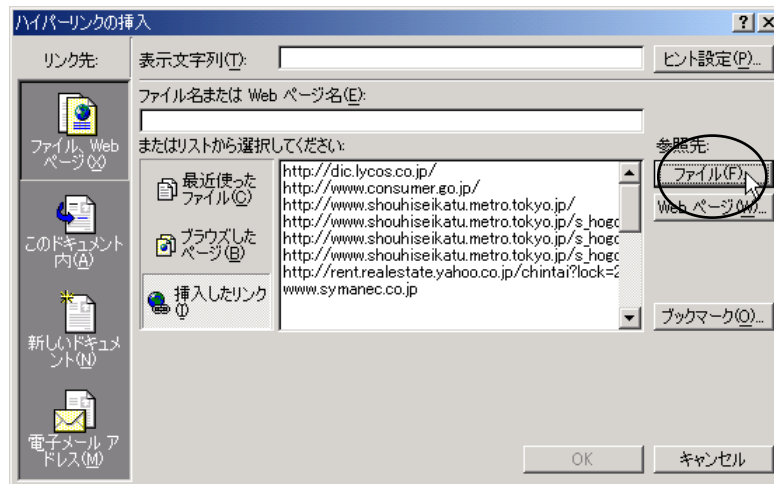 ハイパーリンクの挿入
リンク先:
表示文字列(T):
ヒント設定(P)...
ファイル名または Web ページ名(E):
ファイル、Web
ページ(X)
またはリストから選択してください:
参照先:
最近使った
ファイル(C)
http://dic.lycos.co.jp/
http://www.consumer.go.jp/
http://www.shouhiseikatu.metro.tokyo.jp/
http://www.shouhiseikatu.metro.tokyo.jp/s_hogo
http://www.shouhiseikatu.metro.tokyo.jp/s_hogo
http://www.shouhiseikatu.metro.tokyo.jp/s_hogo
http://rent.realestate.yahoo.co.jp/chintai?lock=2
www.symanec.co.jp
ファイル(F)
Web ページ(W)...
このドキュメント
内(A)
ブラウズした
ページ(B)
挿入したリンク
(I)
ブックマーク(O)...
新しいドキュメ
ント(N)
電子メール ア
ドレス(M)
OK
キャンセル